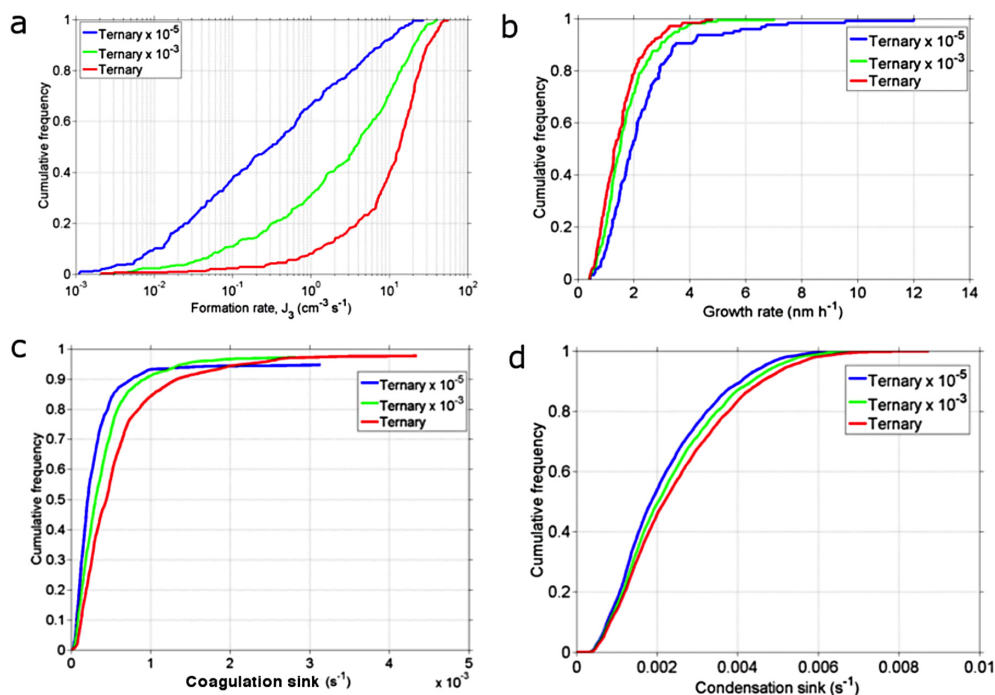 a
Cumulative frequency
1
0.8
0.6
0.4
0.2
0
Ternary x 10⁻⁵
Ternary x 10⁻³
Ternary
10⁻³ 10⁻² 10⁻¹ 10⁰ 10¹ 10²
Formation rate, J₃ (cm⁻³ s⁻¹)
b
Cumulative frequency
1
0.8
0.6
0.4
0.2
0
Ternary x 10⁻⁵
Ternary x 10⁻³
Ternary
0 2 4 6 8 10 12 14
Growth rate (nm h⁻¹)
c
Cumulative frequency
1
0.9
0.8
0.7
0.6
0.5
0.4
0.3
0.2
0.1
0
Ternary x 10⁻⁵
Ternary x 10⁻³
Ternary
0 1 2 3 4 5
Coagulation sink (s⁻¹)
x 10⁻³
d
Cumulative frequency
1
0.8
0.6
0.4
0.2
0
Ternary x 10⁻⁵
Ternary x 10⁻³
Ternary
0 0.002 0.004 0.006 0.008 0.01
Condensation sink (s⁻¹)